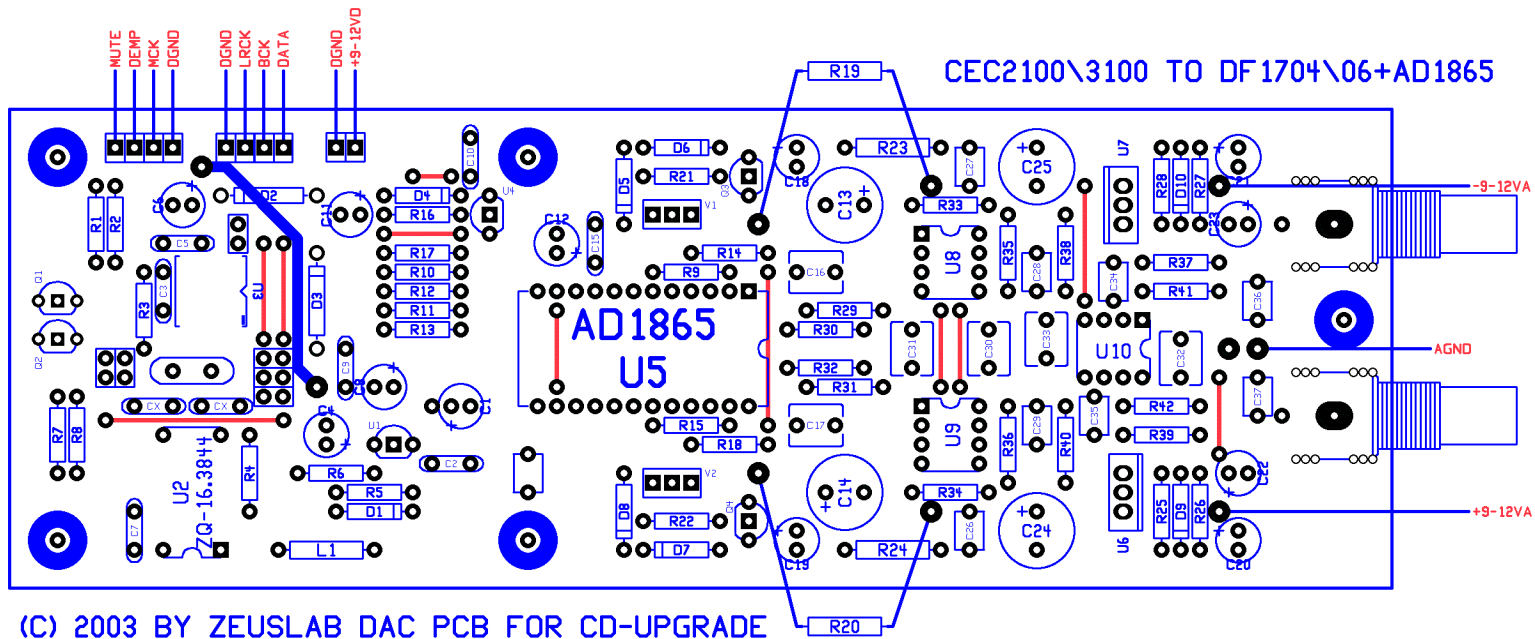 MUTE
DEMP
MCK
DGND
DGND
LRCK
BCK
DATA
DGND
+9-12VD
R19
CEC2100\3100 TO DF1704\06+AD1865
C10
D6
C18
R23
C27
C25
U7
R28
D10
R27
C21
-9-12VA
R1
R2
C6
D2
C11
D4
U4
R16
D5
R21
Q3
V1
C13
R33
C23
C5
R17
C12
C15
R14
U8
R35
C28
R38
R37
Q1
R3
C3
U3
D3
R10
R9
C16
C34
R41
C36
R12
R11
R13
AD1865
U5
R29
R30
C31
C30
C33
U10
C32
AGND
Q2
C9
C8
R32
R31
C37
CX
CX
C4
C1
R15
C17
U9
R36
C29
R40
C35
R42
R7
R8
U1
R18
R39
U2
ZQ-16.3844
R4
R6
C2
V2
C22
R5
D1
D8
R22
Q4
C14
R34
U6
R25
D9
R26
+9-12VA
C7
L1
D7
C19
R24
C26
C24
C20
(C) 2003 BY ZEUSLAB DAC PCB FOR CD-UPGRADE
R20